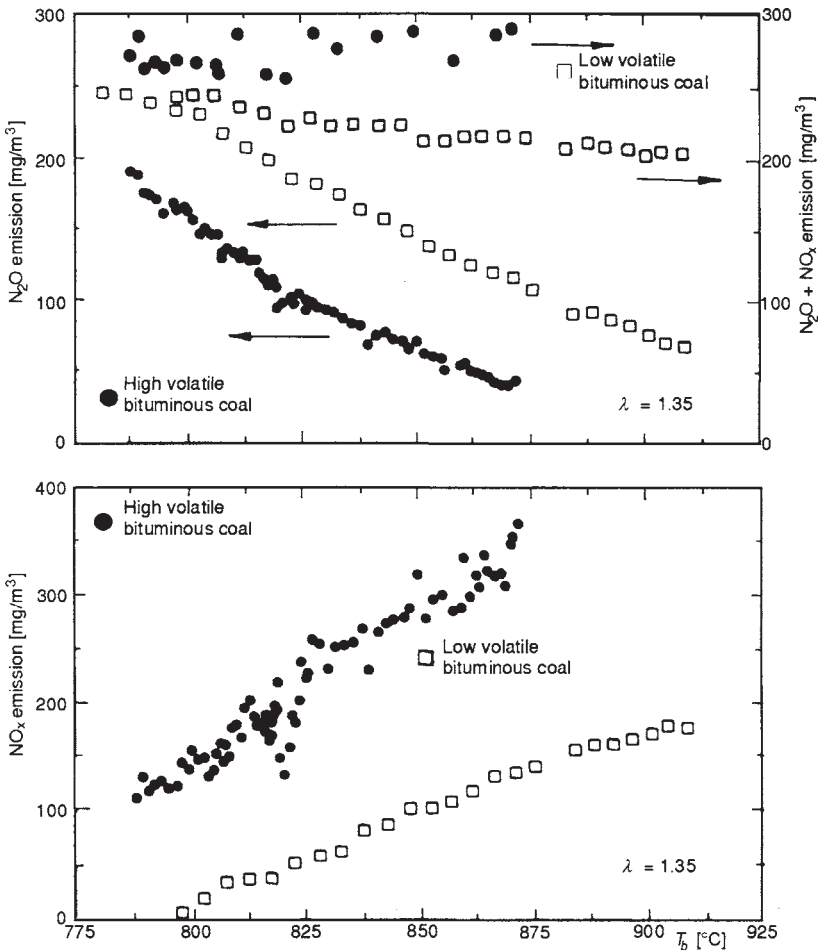 300
300
Low volatile
bituminous coal
200
200
N₂O emission [mg/m³]
N₂O + NOₓ emission [mg/m³]
100
100
High volatile
bituminous coal
λ = 1.35
0
0
400
High volatile
bituminous coal
300
NOₓ emission [mg/m³]
Low volatile
bituminous coal
200
100
λ = 1.35
0
775
800
825
850
875
900
925
T_b [°C]